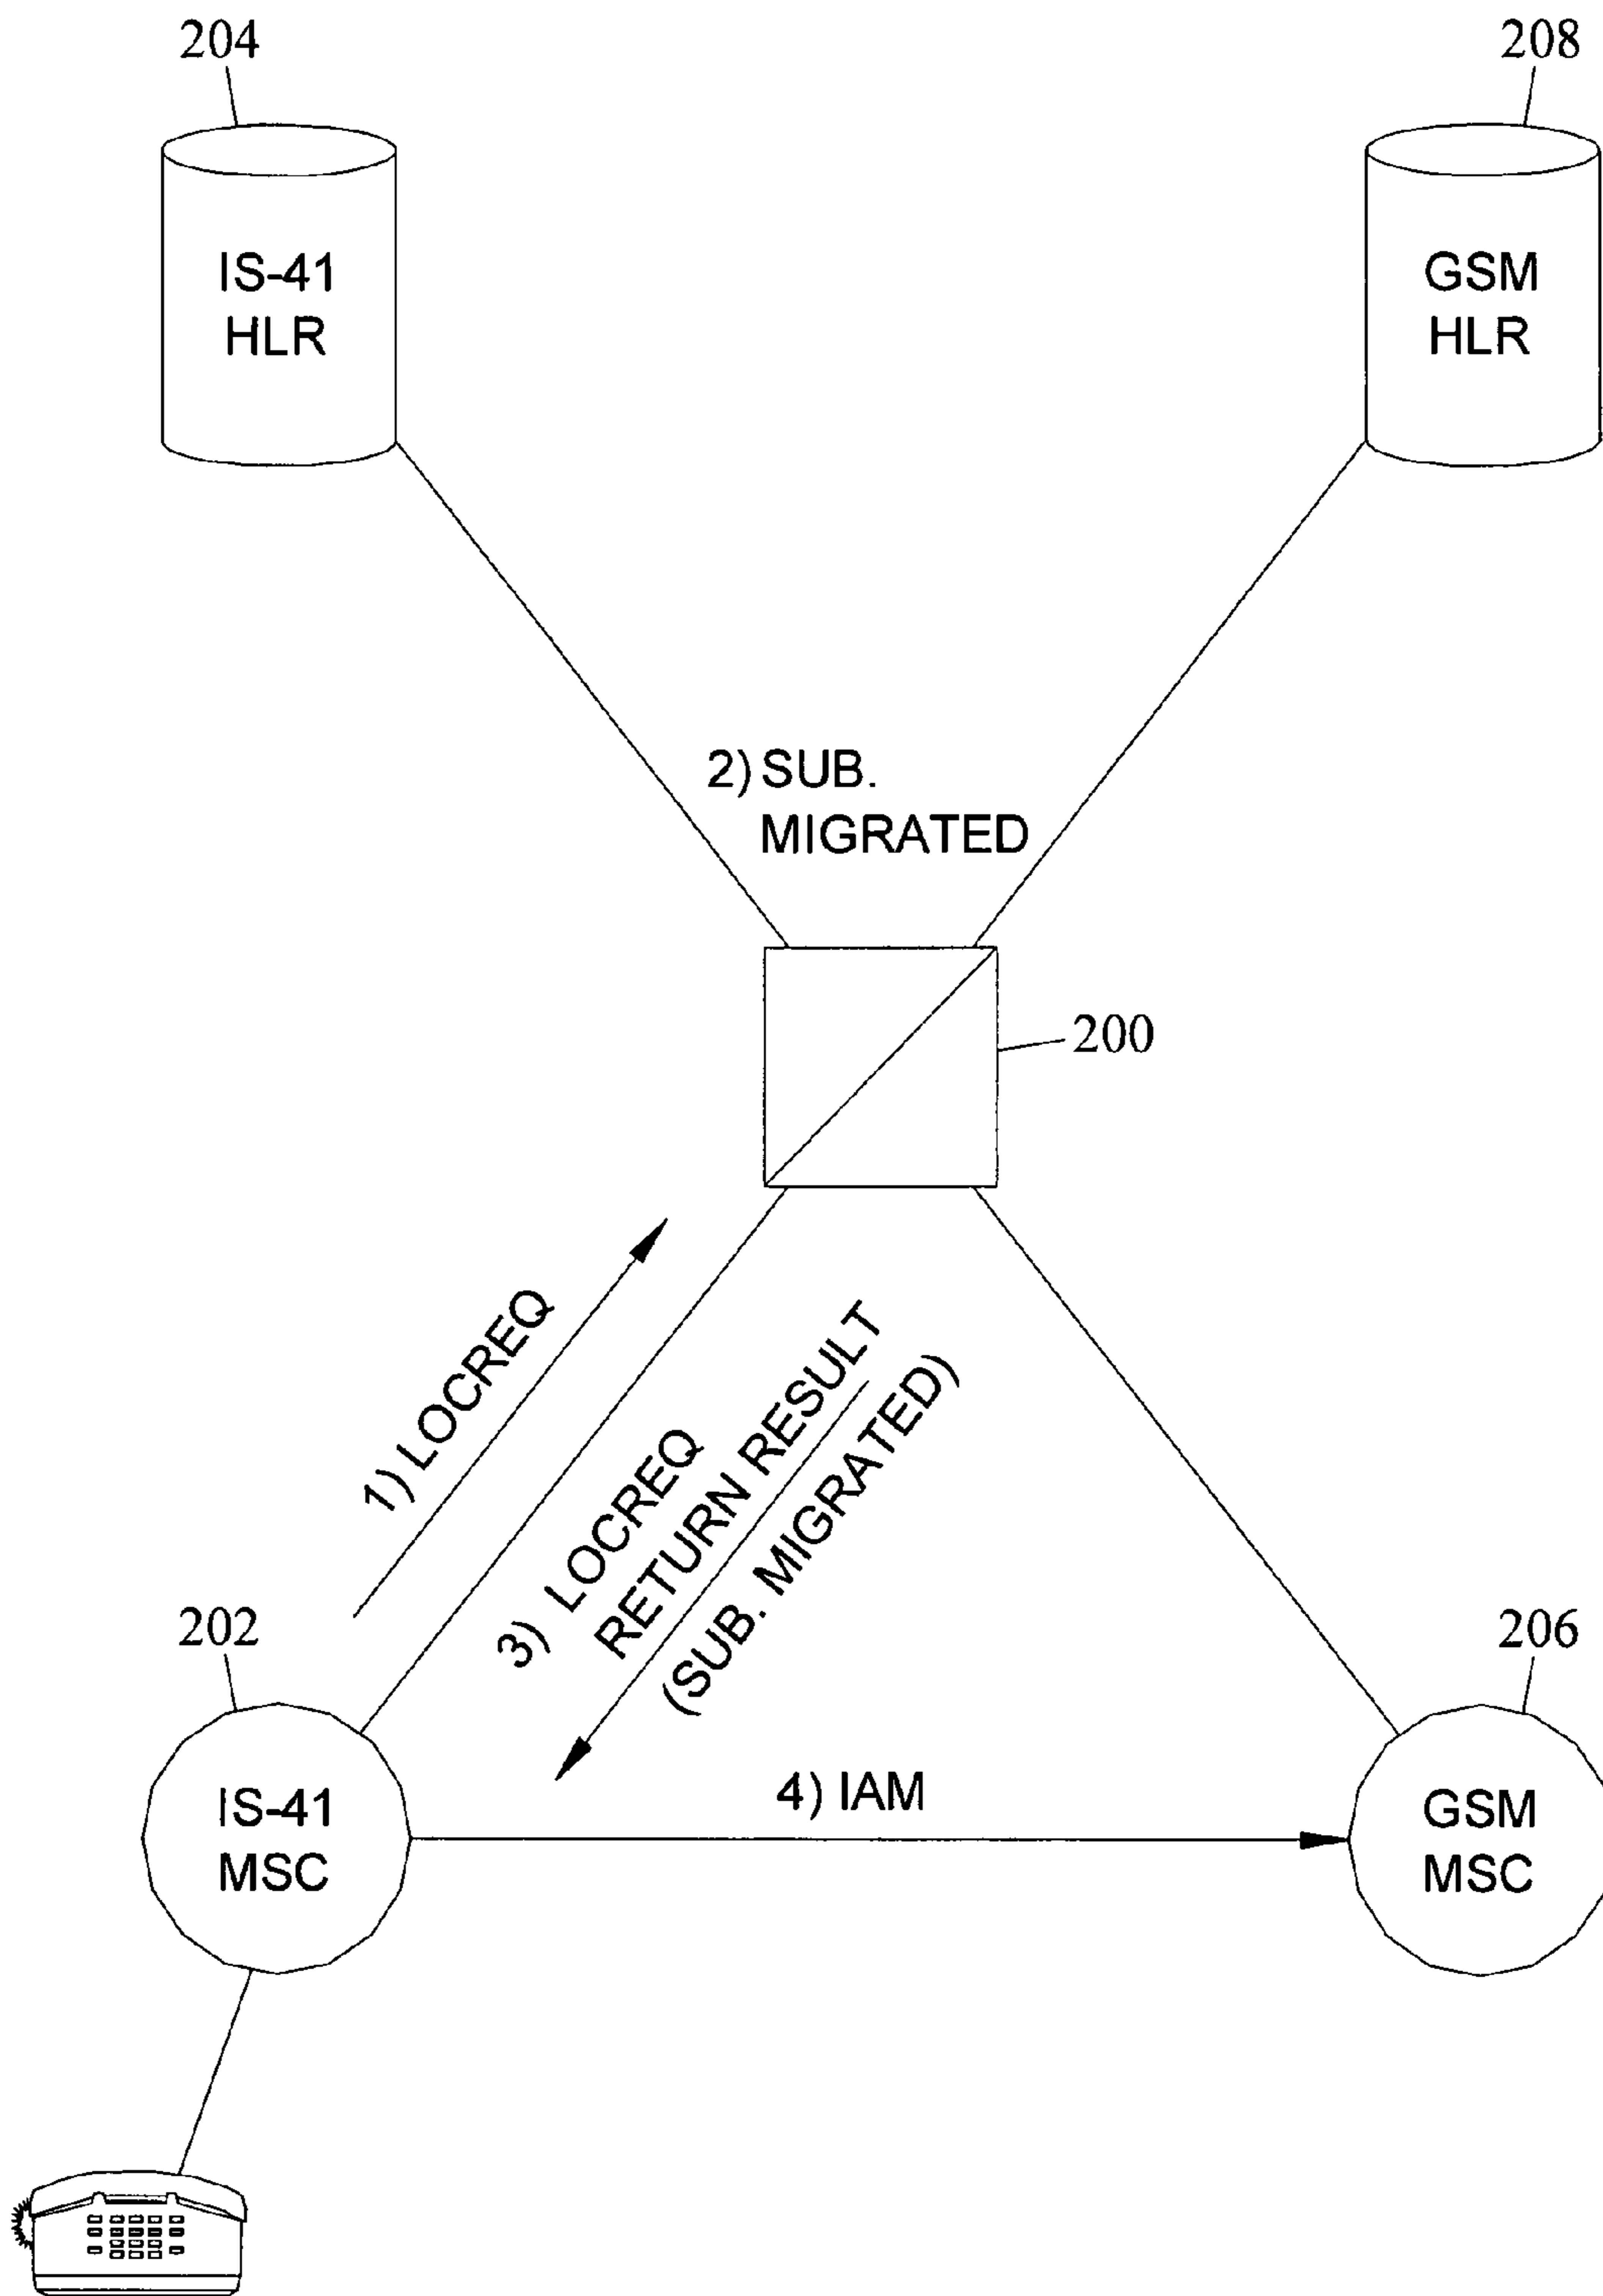 204
208
IS-41
HLR
GSM
HLR
2) SUB.
MIGRATED
200
1) LOCREQ
3) LOCREQ
RETURN RESULT
(SUB. MIGRATED)
202
206
4) IAM
IS-41
MSC
GSM
MSC